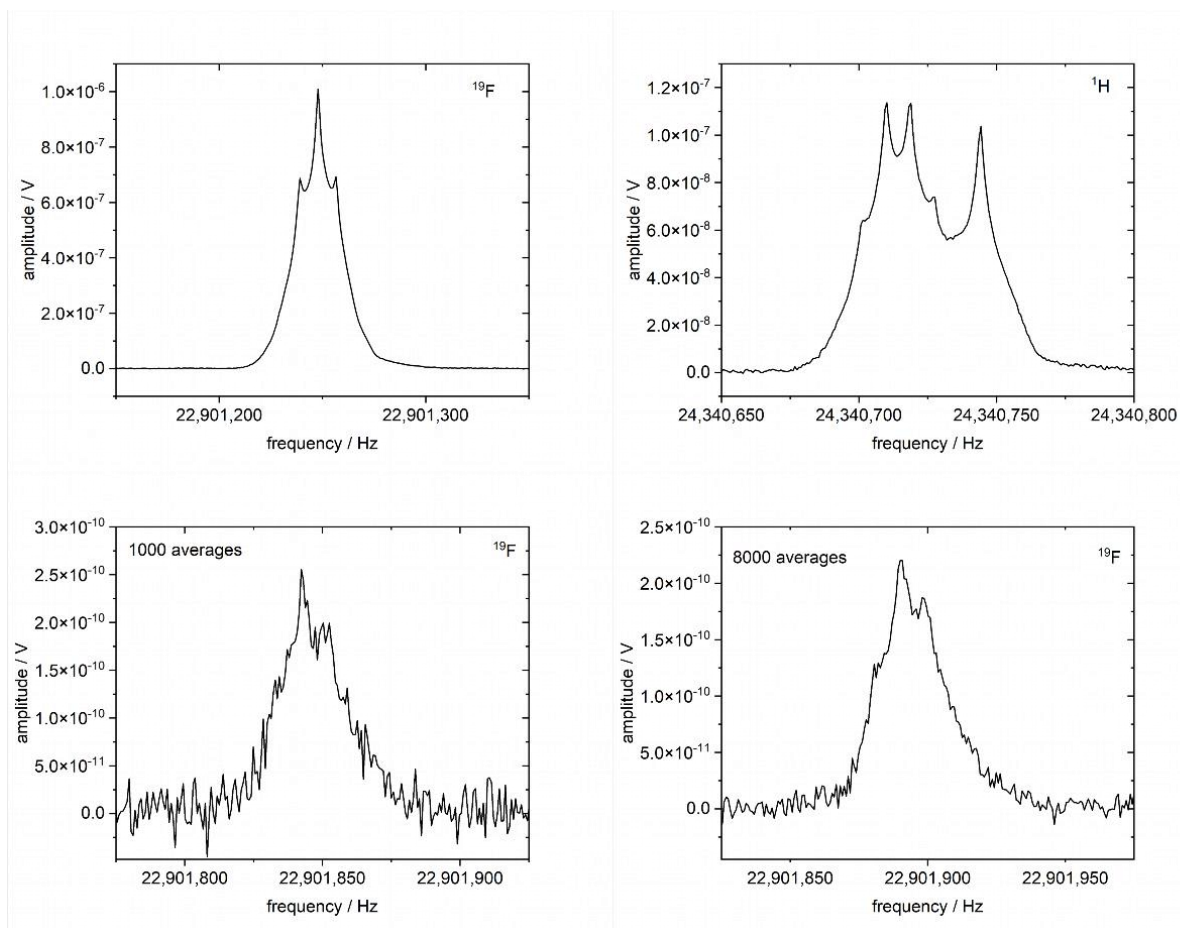 ¹⁹F
amplitude / V
1.0×10⁻⁶
8.0×10⁻⁷
6.0×10⁻⁷
4.0×10⁻⁷
2.0×10⁻⁷
0.0
22,901,200 22,901,300
frequency / Hz
¹H
amplitude / V
1.2×10⁻⁷
1.0×10⁻⁷
8.0×10⁻⁸
6.0×10⁻⁸
4.0×10⁻⁸
2.0×10⁻⁸
0.0
24,340,650 24,340,700 24,340,750 24,340,800
frequency / Hz
1000 averages ¹⁹F
amplitude / V
3.0×10⁻¹⁰
2.5×10⁻¹⁰
2.0×10⁻¹⁰
1.5×10⁻¹⁰
1.0×10⁻¹⁰
5.0×10⁻¹¹
0.0
22,901,800 22,901,850 22,901,900
frequency / Hz
8000 averages ¹⁹F
amplitude / V
2.5×10⁻¹⁰
2.0×10⁻¹⁰
1.5×10⁻¹⁰
1.0×10⁻¹⁰
5.0×10⁻¹¹
0.0
22,901,850 22,901,900 22,901,950
frequency / Hz